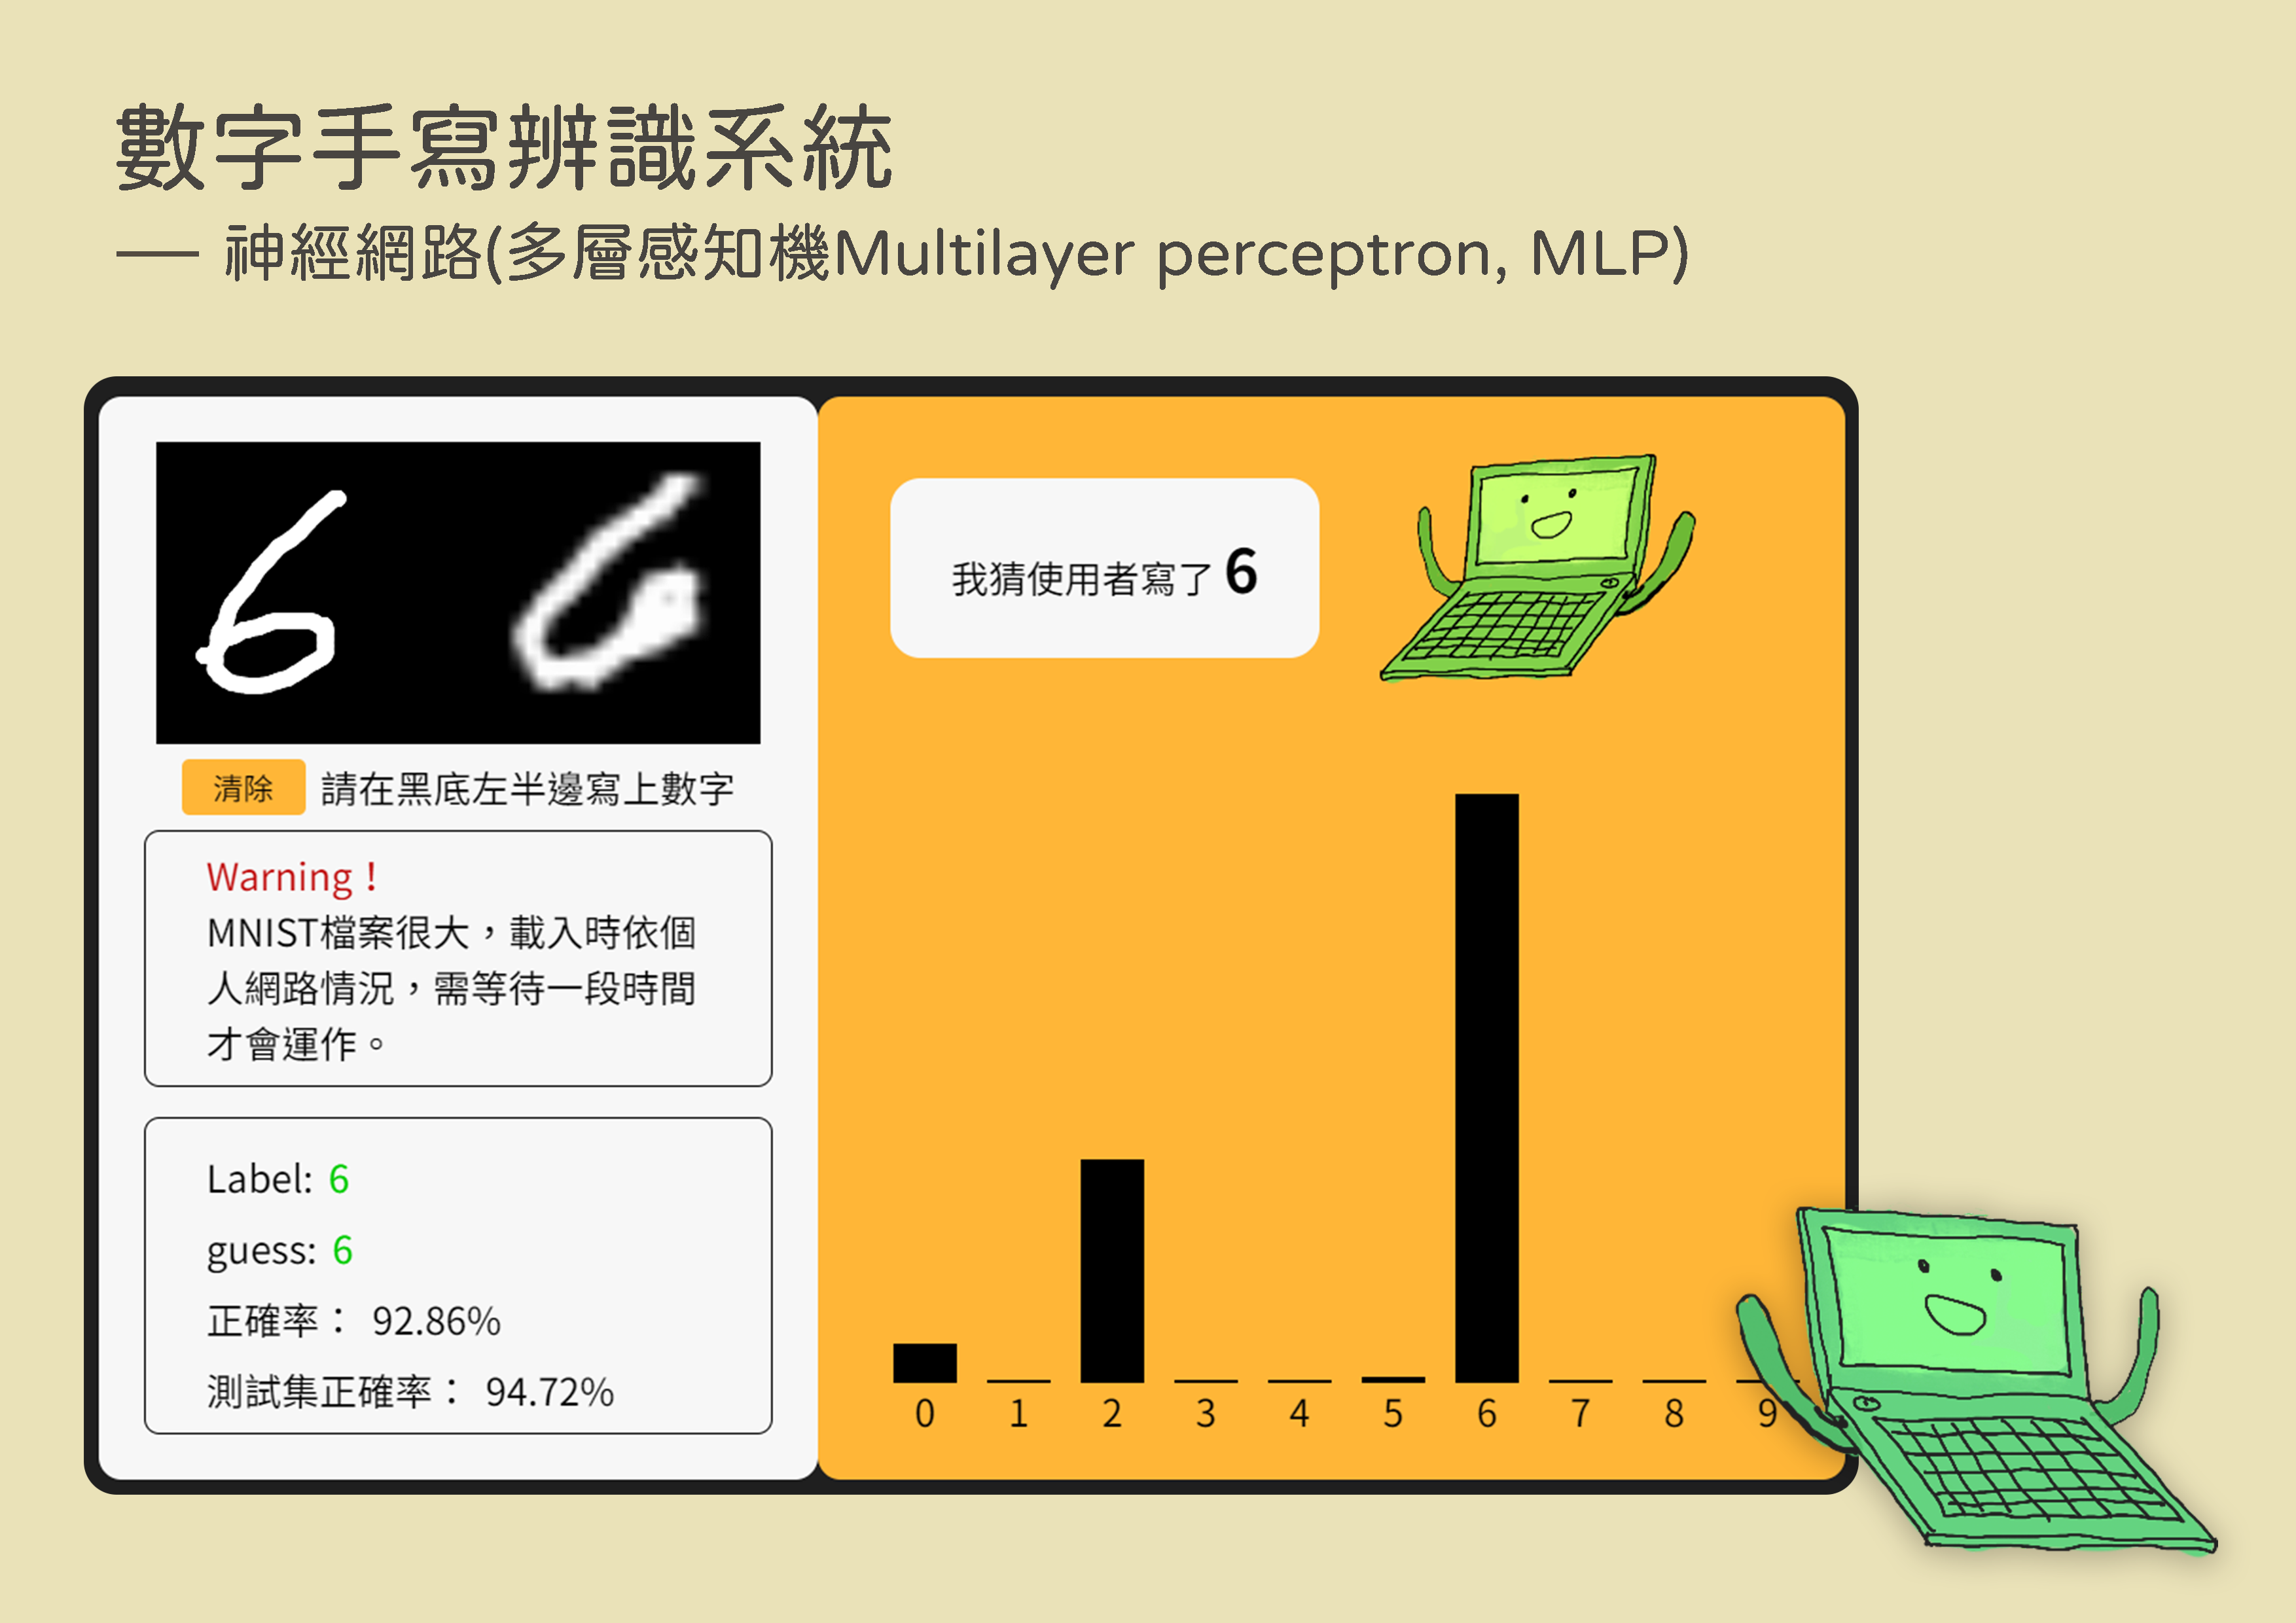 數字手寫辨識系統
— 神經網路(多層感知機Multilayer perceptron, MLP)
6 6
清除 請在黑底左半邊寫上數字
Warning！
MNIST檔案很大，載入時依個
人網路情況，需等待一段時間
才會運作。
Label: 6
guess: 6
正確率： 92.86%
測試集正確率： 94.72%
我猜使用者寫了 6
0 1 2 3 4 5 6 7 8 9